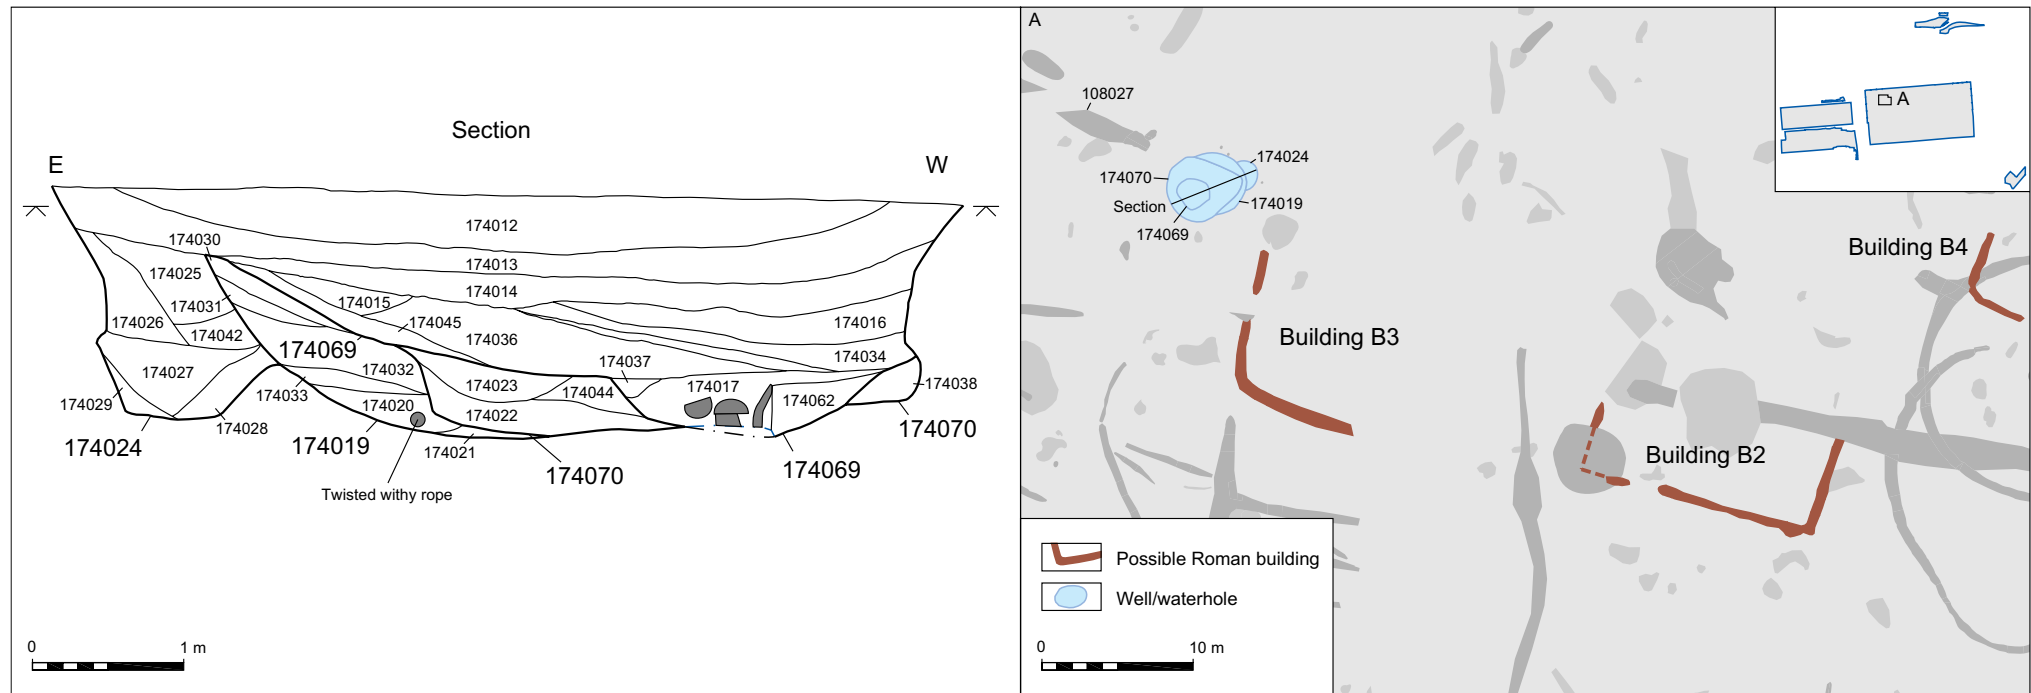 Section
E
W
174012
174030
174013
174025
174014
174015
174031
174026
174045
174016
174042
174036
174069
174034
174037
174032
174027
174023
174017
174038
174044
174033
174062
174029
174020
174022
174028
174070
174024
174019
174021
174069
174070
Twisted withy rope
0
1 m
A
A
108027
174024
174070
Section
174019
174069
Building B4
Building B3
Building B2
Possible Roman building
Well/waterhole
0
10 m